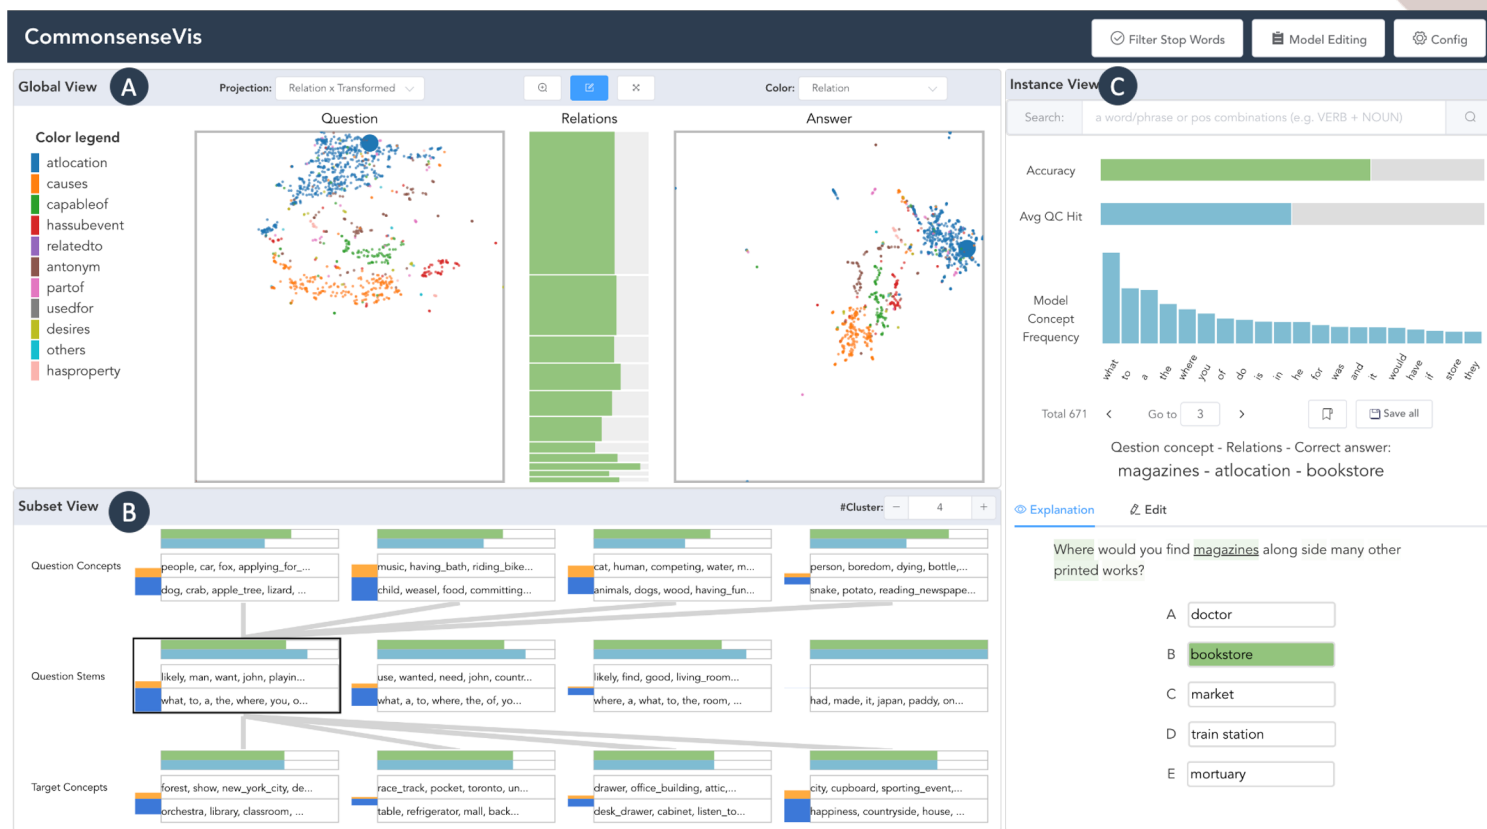 CommonsenseVis
Filter Stop Words
Model Editing
Config
Global View A
Projection: Relation x Transformed
Color: Relation
Color legend
atlocation
causes
capableof
hassubevent
relatedto
antonym
partof
usedfor
desires
others
hasproperty
Question
Relations
Answer
Subset View B
#Cluster: − 4 +
Question Concepts
people, car, fox, applying_for_...
dog, crab, apple_tree, lizard, ...
music, having_bath, riding_bike...
child, weasel, food, committing...
cat, human, competing, water, m...
animals, dogs, wood, having_fun...
person, boredom, dying, bottle,...
snake, potato, reading_newspape...
Question Stems
likely, man, want, john, playin...
what, to, a, the, where, you, o...
use, wanted, need, john, countr...
what, a, to, where, the, of, yo...
likely, find, good, living_room...
where, a, what, to, the, room, ...
had, made, it, japan, paddy, on...
Target Concepts
forest, show, new_york_city, de...
orchestra, library, classroom, ...
race_track, pocket, toronto, un...
table, refrigerator, mall, back...
drawer, office_building, attic,...
desk_drawer, cabinet, listen_to...
city, cupboard, sporting_event,...
happiness, countryside, house, ...
Instance View C
Search: a word/phrase or pos combinations (e.g. VERB + NOUN)
Accuracy
Avg QC Hit
Model
Concept
Frequency
what to a the where you of do is in he for was and it would have if store they
Total 671 < Go to 3 > Save all
Qestion concept - Relations - Correct answer:
magazines - atlocation - bookstore
Explanation
Edit
Where would you find magazines along side many other
printed works?
A doctor
B bookstore
C market
D train station
E mortuary